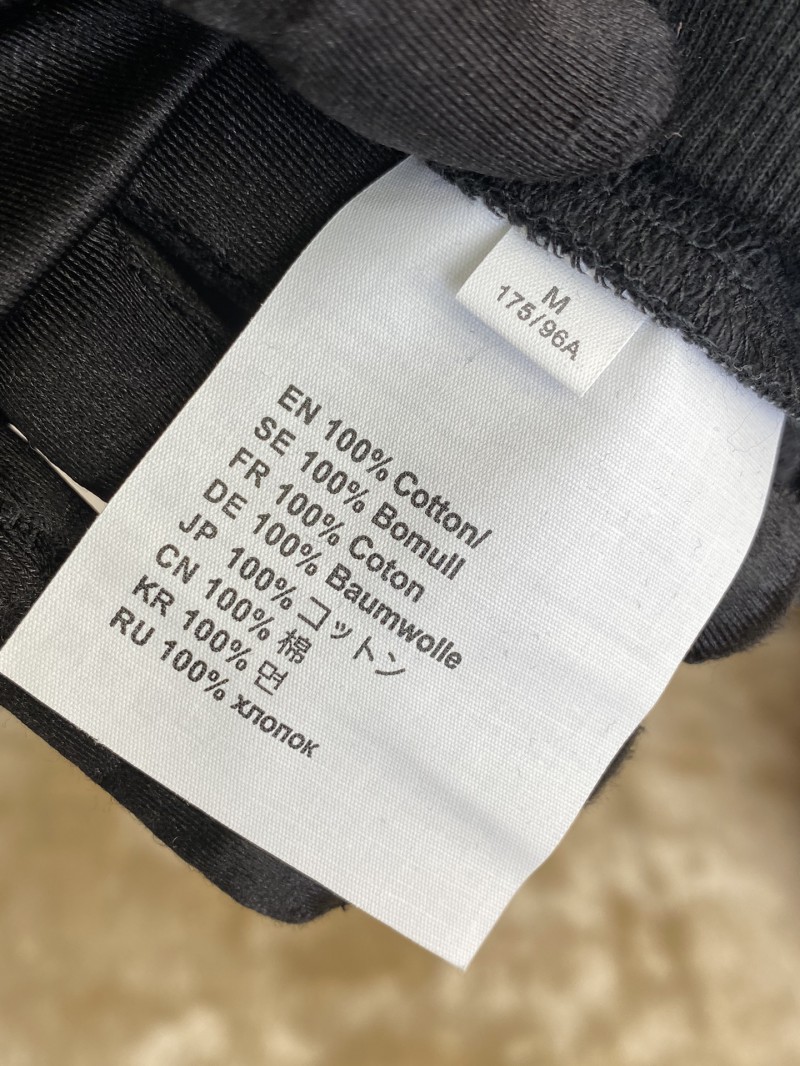 M
175/96A
EN 100% Cotton/
SE 100% Bomull
FR 100% Coton
DE 100% Baumwolle
JP 100% コットン
CN 100% 棉
KR 100% 면
RU 100% хлопок